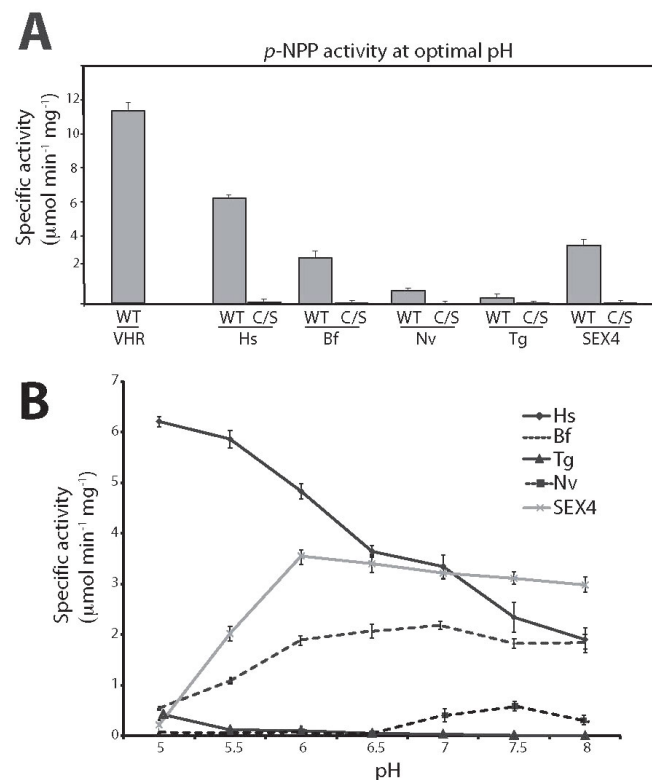 A
p-NPP activity at optimal pH
Specific activity
(μmol min⁻¹ mg⁻¹)
12
10
8
6
4
2
WT WT C/S WT C/S WT C/S WT C/S WT C/S
VHR Hs Bf Nv Tg SEX4
B
7
6
5
4
3
2
1
0
Specific activity
(μmol min⁻¹ mg⁻¹)
Hs
Bf
Tg
Nv
SEX4
5 5.5 6 6.5 7 7.5 8
pH